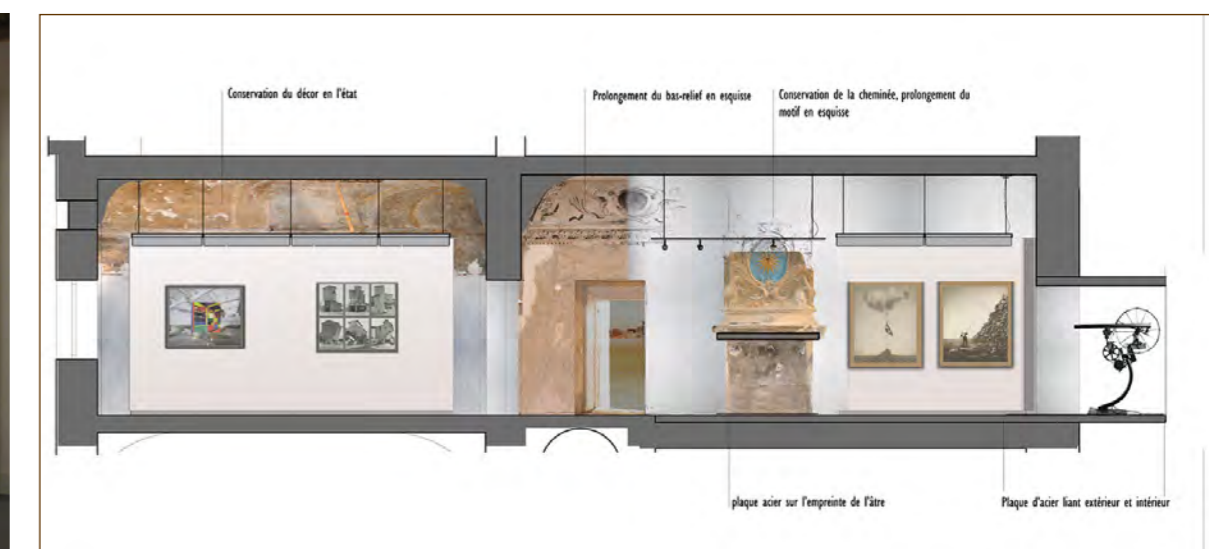 Conservation du décor en l'état
Prolongement du bas-relief en esquisse
Conservation de la cheminée, prolongement du
motif en esquisse
plaque acier sur l'empreinte de l'âtre
Plaque d'acier liant extérieur et intérieur